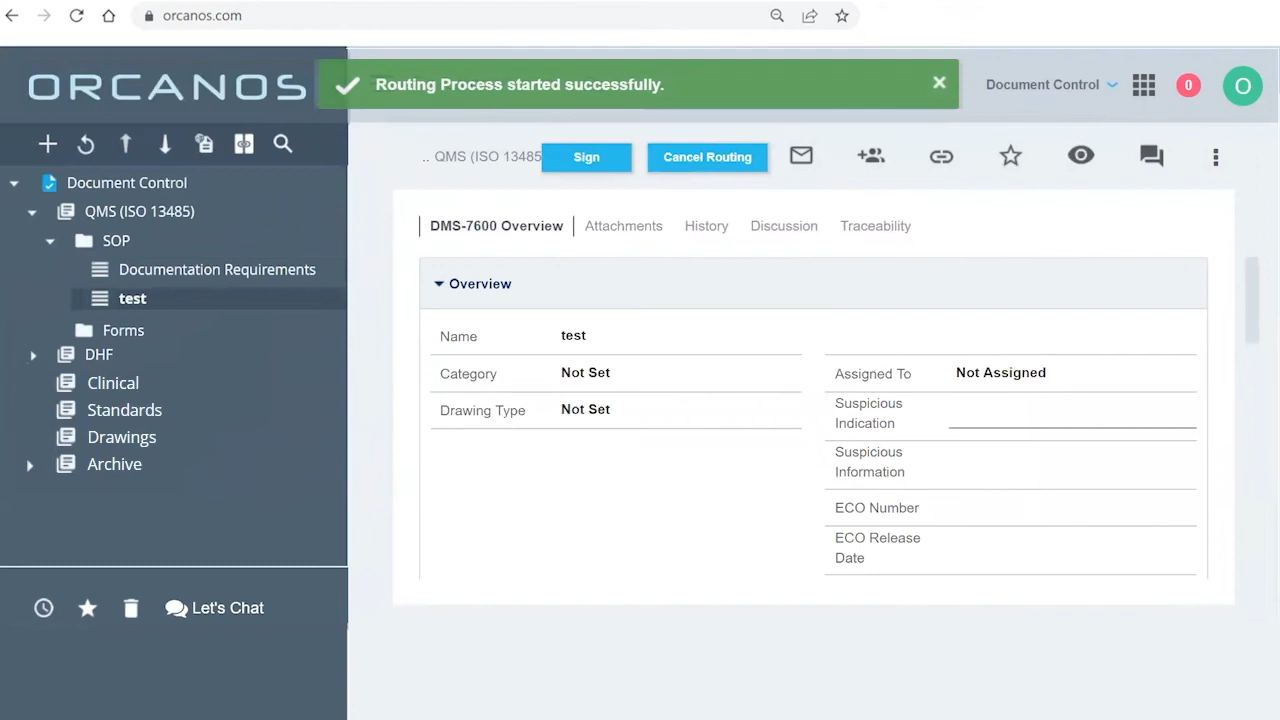 orcanos.com
ORCANOS
Routing Process started successfully.
Document Control
0
O
.. QMS (ISO 13485
Sign
Cancel Routing
Document Control
QMS (ISO 13485)
SOP
Documentation Requirements
test
Forms
DHF
Clinical
Standards
Drawings
Archive
Let's Chat
DMS-7600 Overview
Attachments
History
Discussion
Traceability
Overview
Name test
Category Not Set
Drawing Type Not Set
Assigned To Not Assigned
Suspicious
Indication
Suspicious
Information
ECO Number
ECO Release
Date